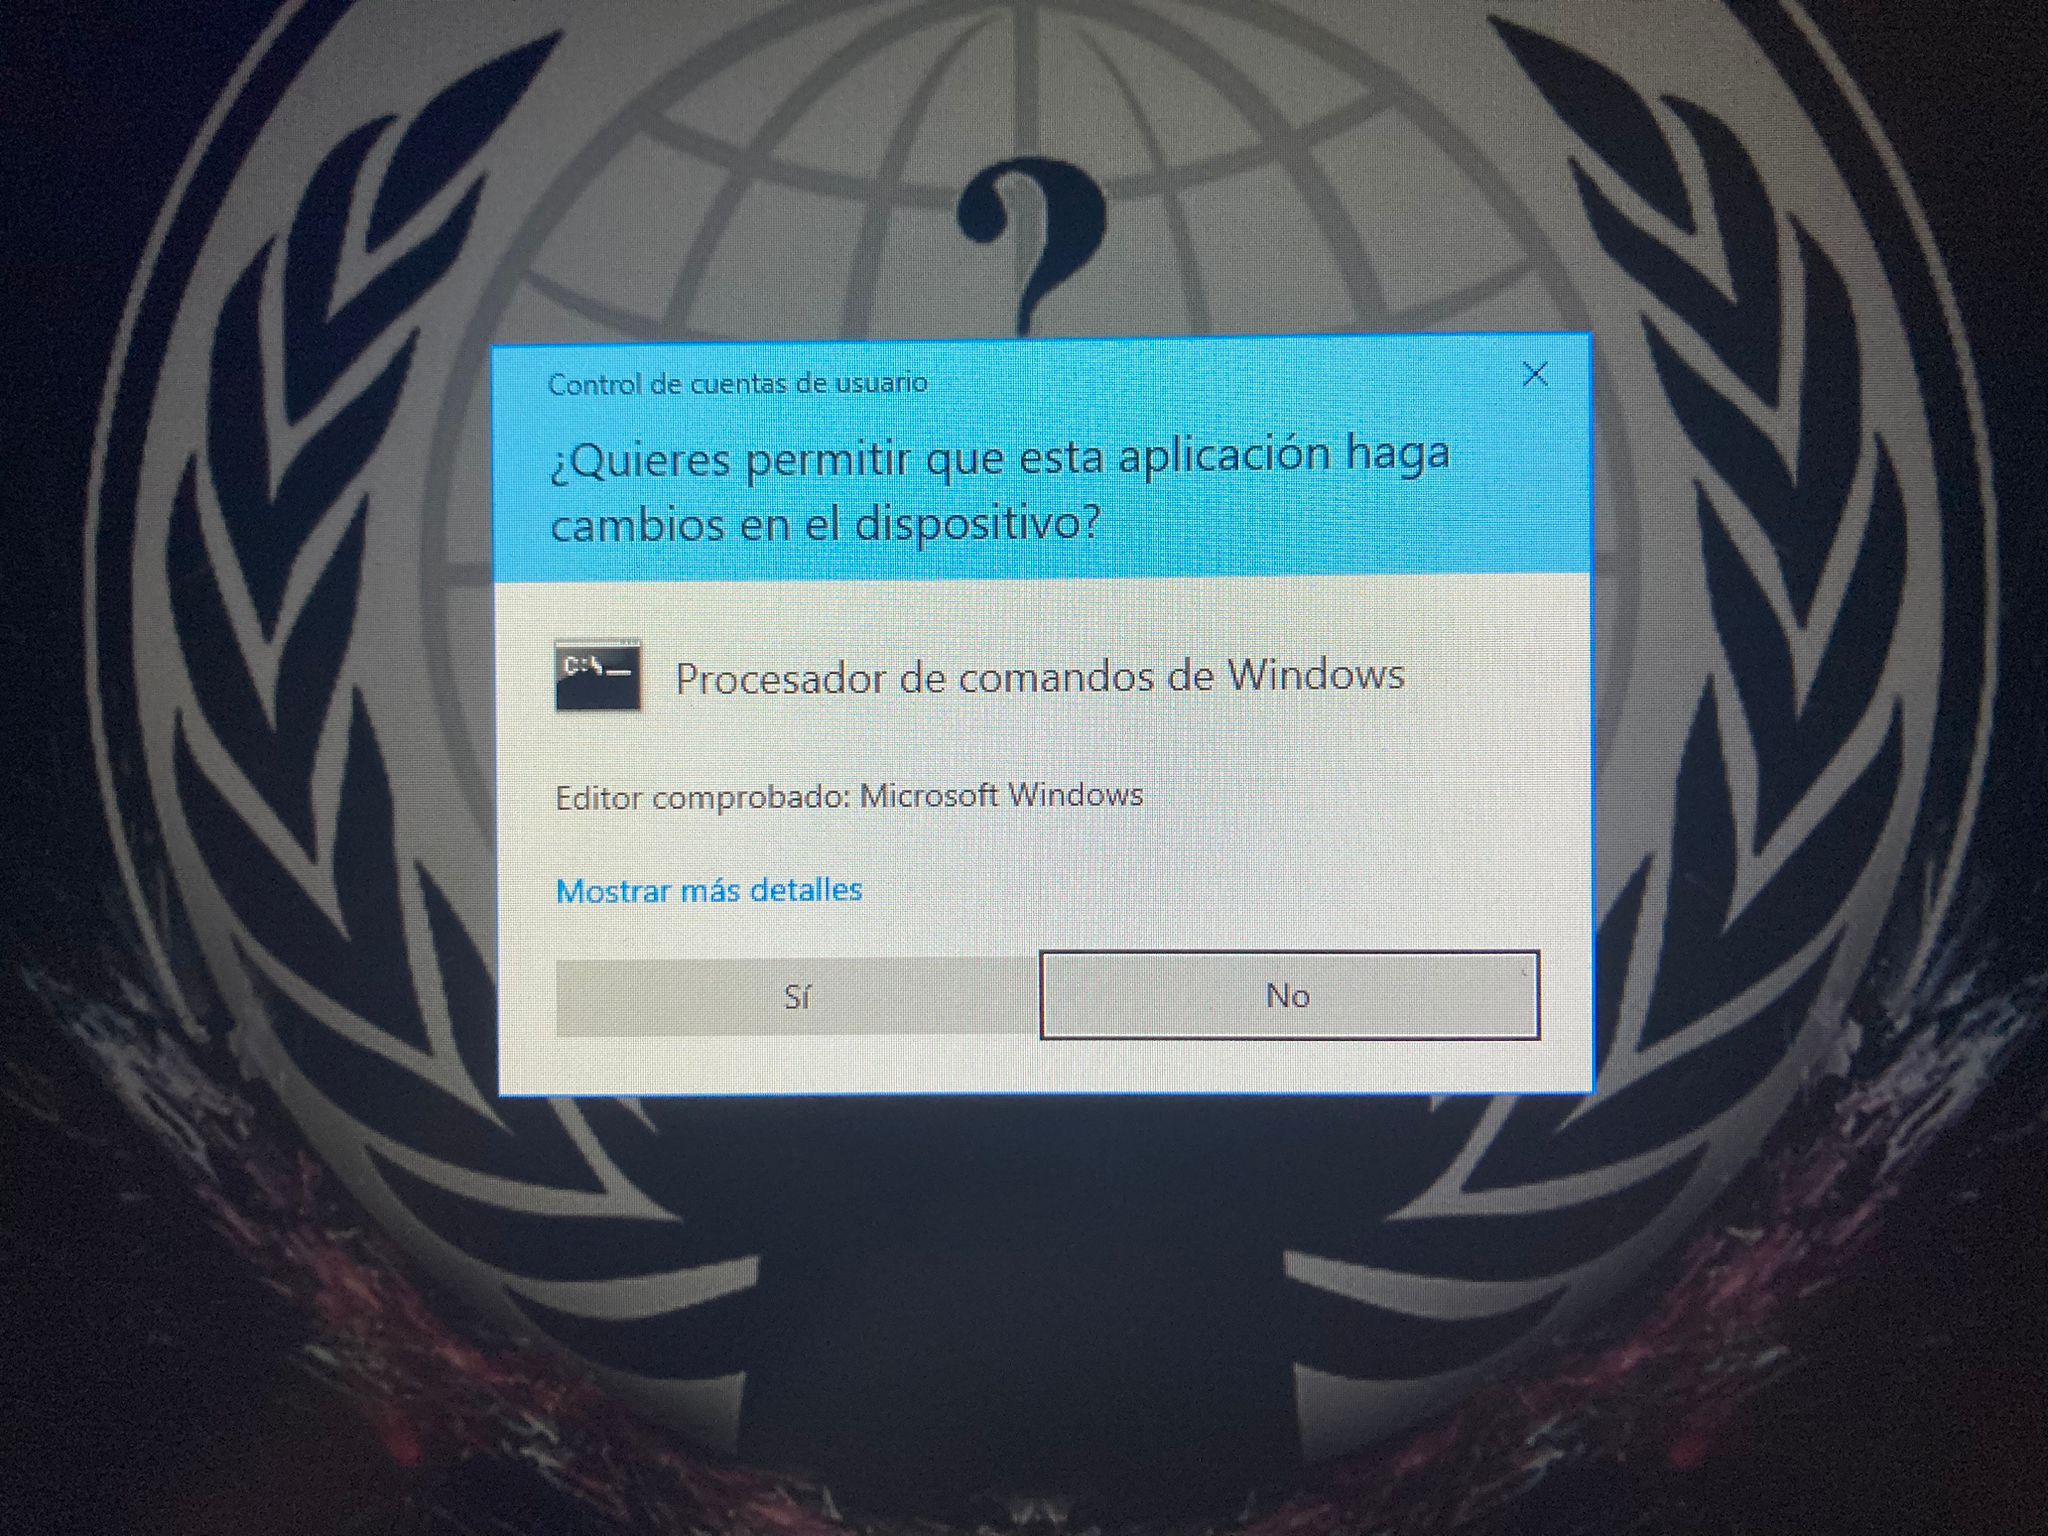 ?
Control de cuentas de usuario
¿Quieres permitir que esta aplicación haga
cambios en el dispositivo?
C:\_
Procesador de comandos de Windows
Editor comprobado: Microsoft Windows
Mostrar más detalles
Sí
No